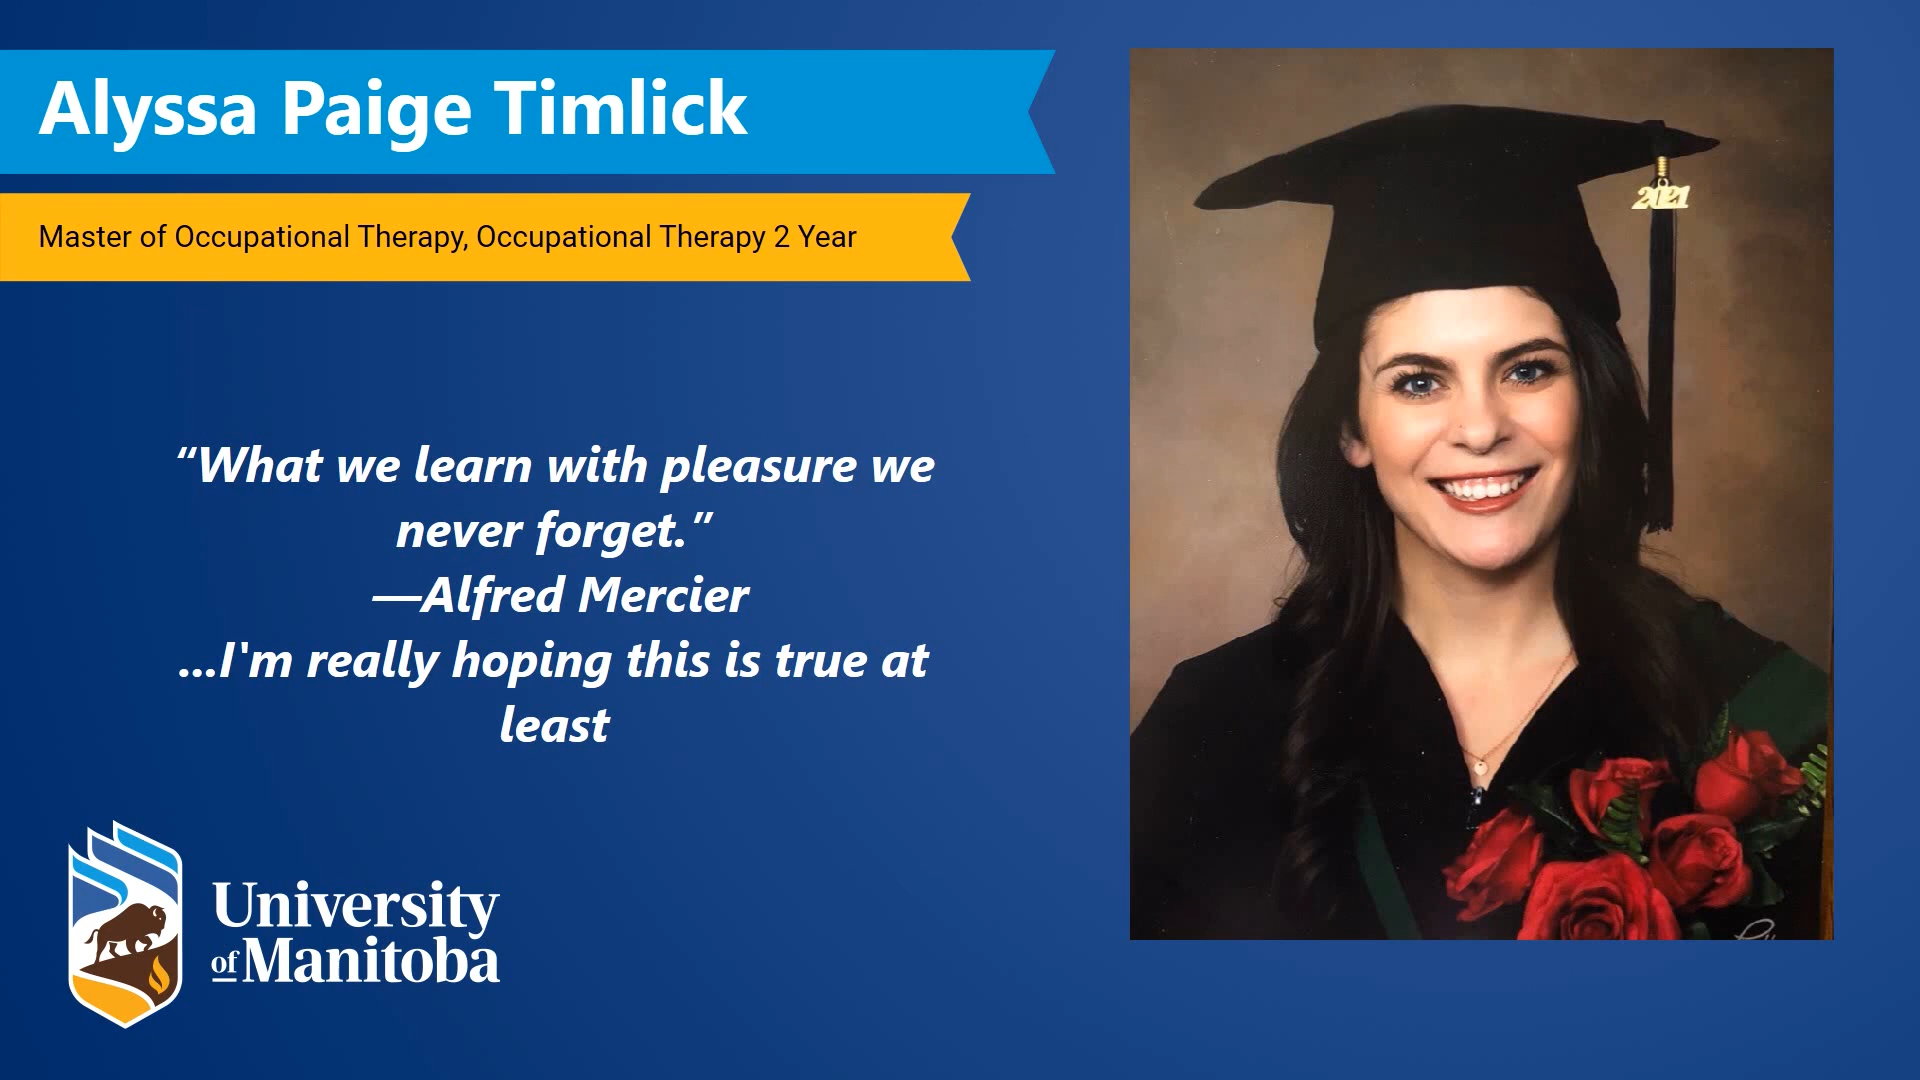 Alyssa Paige Timlick
Master of Occupational Therapy, Occupational Therapy 2 Year
“What we learn with pleasure we
never forget.”
—Alfred Mercier
...I'm really hoping this is true at
least
University
of Manitoba
2021